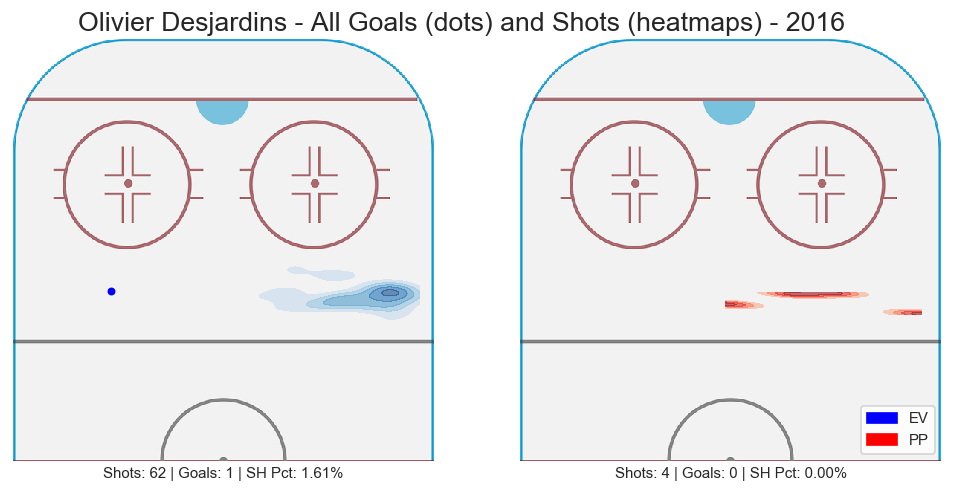 Olivier Desjardins - All Goals (dots) and Shots (heatmaps) - 2016
EV
PP
Shots: 62 | Goals: 1 | SH Pct: 1.61%
Shots: 4 | Goals: 0 | SH Pct: 0.00%